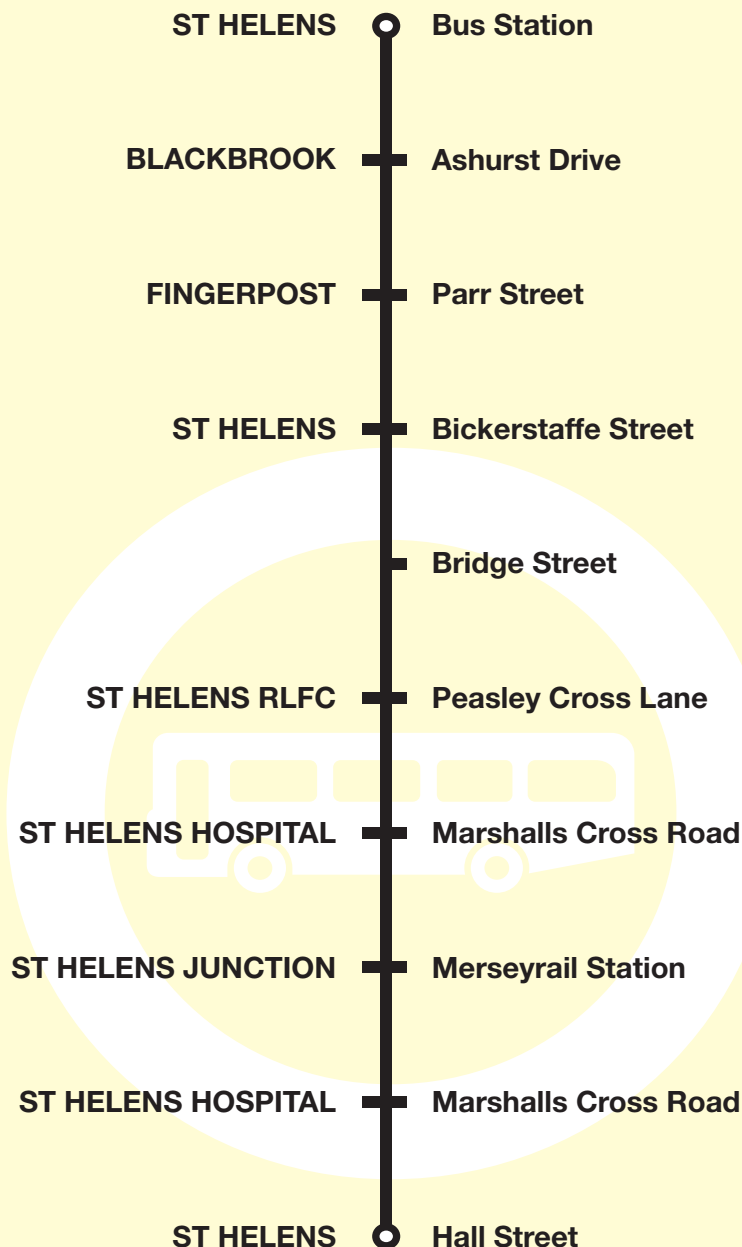 ST HELENS Bus Station
BLACKBROOK Ashurst Drive
FINGERPOST Parr Street
ST HELENS Bickerstaffe Street
Bridge Street
ST HELENS RLFC Peasley Cross Lane
ST HELENS HOSPITAL Marshalls Cross Road
ST HELENS JUNCTION Merseyrail Station
ST HELENS HOSPITAL Marshalls Cross Road
ST HELENS Hall Street